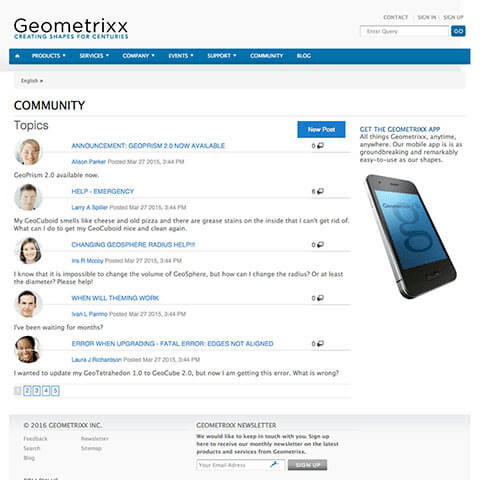 Geometrixx
CREATING SHAPES FOR CENTURIES
CONTACT | SIGN IN | SIGN UP
Enter Query GO
PRODUCTS SERVICES COMPANY EVENTS SUPPORT COMMUNITY BLOG
English »
COMMUNITY
Topics
New Post
ANNOUNCEMENT: GEOPRISM 2.0 NOW AVAILABLE 0
Alison Parker Posted Mar 27 2015, 3:44 PM
GeoPrism 2.0 available now.
HELP - EMERGENCY 6
Larry A Spiller Posted Mar 27 2015, 3:44 PM
My GeoCuboid smells like cheese and old pizza and there are grease stains on the inside that I can't get rid of.
What can I do to get my GeoCuboid nice and clean again.
CHANGING GEOSPHERE RADIUS HELP!!! 0
Iris R Mccoy Posted Mar 27 2015, 3:44 PM
I know that it is impossible to change the volume of GeoSphere, but how can I change the radius? Or at least
the diameter? Please help!
WHEN WILL THEMING WORK 0
Ivan L Parrino Posted Mar 27 2015, 3:44 PM
I've been waiting for months?
ERROR WHEN UPGRADING - FATAL ERROR: EDGES NOT ALIGNED 0
Laura J Richardson Posted Mar 27 2015, 3:44 PM
I wanted to update my GeoTetrahedon 1.0 to GeoCube 2.0, but now I am getting this error. What is wrong?
1 2 3 4 5
GET THE GEOMETRIXX APP
All things Geometrixx, anytime,
anywhere. Our mobile app is is as
groundbreaking and remarkably
easy-to-use as our shapes.
Geometrixx
go
© 2016 GEOMETRIXX INC.
Feedback Newsletter
Search Sitemap
Blog
GEOMETRIXX NEWSLETTER
We would like to keep in touch with you. Sign up
here to receive our monthly newsletter on the latest
products and services from Geometrixx.
Your Email Adress SIGN UP